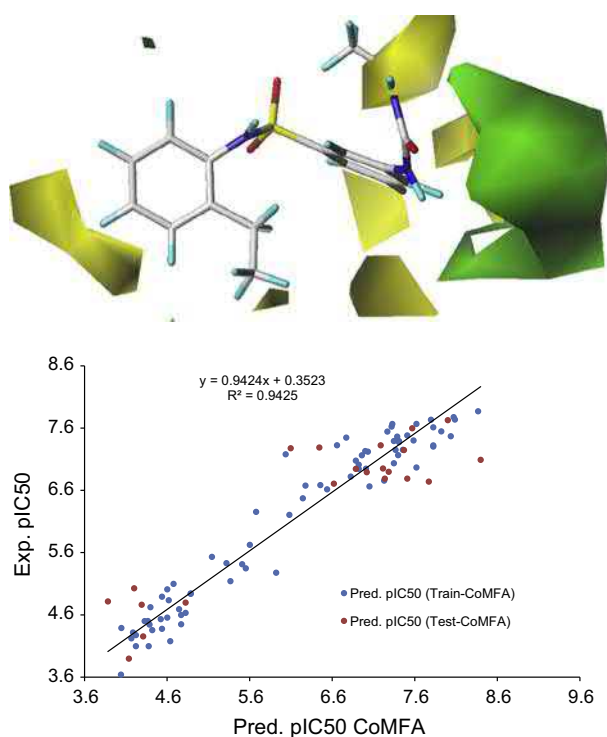 8.6
y = 0.9424x + 0.3523
R² = 0.9425
7.6
6.6
Exp. pIC50
5.6
Pred. pIC50 (Train-CoMFA)
4.6
Pred. pIC50 (Test-CoMFA)
3.6
3.6 4.6 5.6 6.6 7.6 8.6 9.6
Pred. pIC50 CoMFA